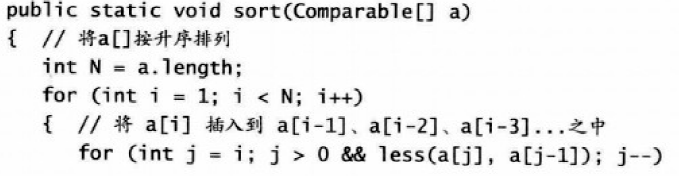 public static void sort(Comparable[] a)
{  // 将a[]按升序排列
int N = a.length;
for (int i = 1; i < N; i++)
{  // 将 a[i] 插入到 a[i-1]、a[i-2]、a[i-3]...之中
for (int j = i; j > 0 && less(a[j], a[j-1]); j--)